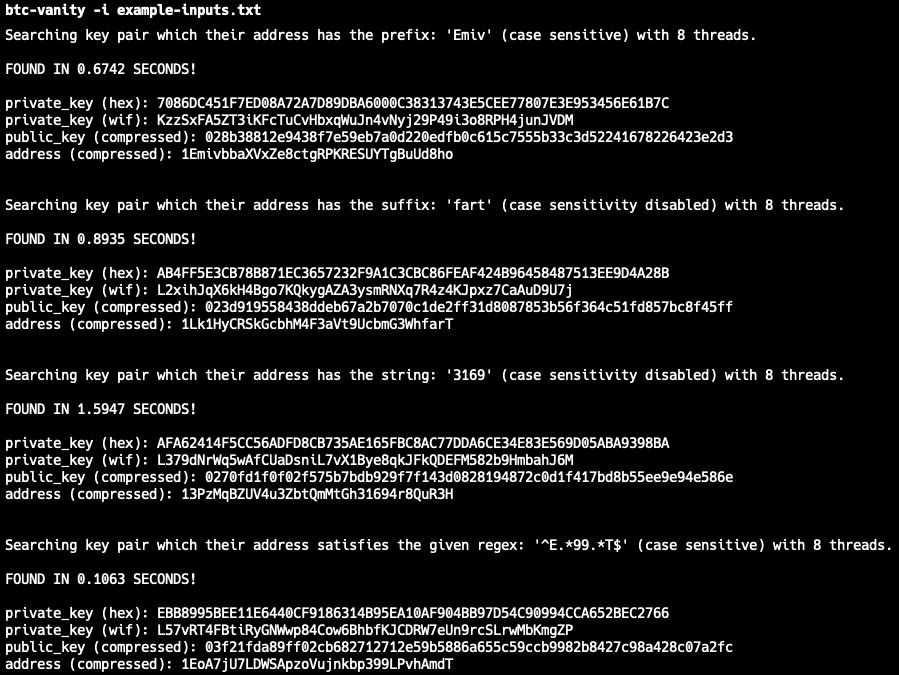 btc-vanity -i example-inputs.txt
Searching key pair which their address has the prefix: 'Emiv' (case sensitive) with 8 threads.
FOUND IN 0.6742 SECONDS!
private_key (hex): 7086DC451F7ED08A72A7D89DBA6000C38313743E5CEE77807E3E953456E61B7C
private_key (wif): KzzSxFA5ZT3iKFcTuCvHbxqWuJn4vNyj29P49i3o8RPH4junJVDM
public_key (compressed): 028b38812e9438f7e59eb7a0d220edfb0c615c7555b33c3d52241678226423e2d3
address (compressed): 1EmivbbaXVxZe8ctgRPKRESUYTgBuUd8ho
Searching key pair which their address has the suffix: 'fart' (case sensitivity disabled) with 8 threads.
FOUND IN 0.8935 SECONDS!
private_key (hex): AB4FF5E3CB78B871EC3657232F9A1C3CBC86FEAF424B96458487513EE9D4A28B
private_key (wif): L2xihJqX6kH4Bgo7KQkygAZA3ysmRNXq7R4z4KJpxz7CaAuD9U7j
public_key (compressed): 023d919558438ddeb67a2b7070c1de2ff31d8087853b56f364c51fd857bc8f45ff
address (compressed): 1Lk1HyCRSkGcbhM4F3aVt9UcbmG3WhfarT
Searching key pair which their address has the string: '3169' (case sensitivity disabled) with 8 threads.
FOUND IN 1.5947 SECONDS!
private_key (hex): AFA62414F5CC56ADFD8CB735AE165FBC8AC77DDA6CE34E83E569D05ABA9398BA
private_key (wif): L379dNrWq5wAfCUaDsniL7vX1Bye8qkJFkQDEFM582b9HmbahJ6M
public_key (compressed): 0270fd1f0f02f575b7bdb929f7f143d0828194872c0d1f417bd8b55ee9e94e586e
address (compressed): 13PzMqBZUV4u3ZbtQmMtGh31694r8QuR3H
Searching key pair which their address satisfies the given regex: '^E.*99.*T$' (case sensitive) with 8 threads.
FOUND IN 0.1063 SECONDS!
private_key (hex): EBB8995BEE11E6440CF9186314B95EA10AF904BB97D54C90994CCA652BEC2766
private_key (wif): L57vRT4FBtiRyGNWwp84Cow6BhbfKJCDRW7eUn9rcSLrwMbKmgZP
public_key (compressed): 03f21fda89ff02cb682712712e59b5886a655c59ccb9982b8427c98a428c07a2fc
address (compressed): 1EoA7jU7LDWSApzoVujnkbp399LPvhAmdT